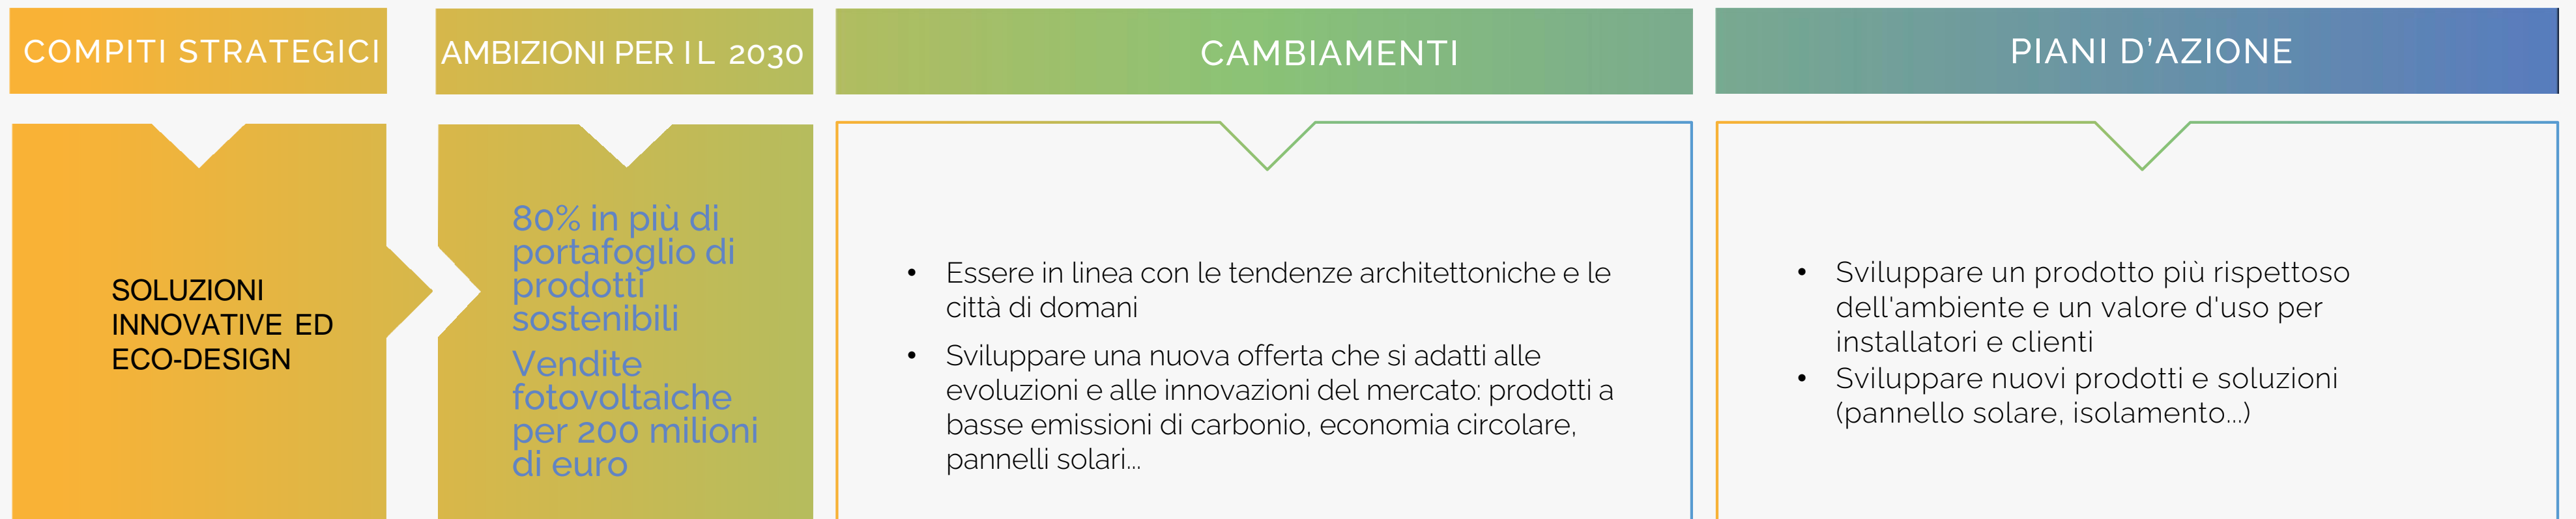 COMPITI STRATEGICI
AMBIZIONI PER IL 2030
CAMBIAMENTI
PIANI D'AZIONE
SOLUZIONI
INNOVATIVE ED
ECO-DESIGN
80% in più di
portafoglio di
prodotti
sostenibili
Vendite
fotovoltaiche
per 200 milioni
di euro
• Essere in linea con le tendenze architettoniche e le
città di domani
• Sviluppare una nuova offerta che si adatti alle
evoluzioni e alle innovazioni del mercato: prodotti a
basse emissioni di carbonio, economia circolare,
pannelli solari...
• Sviluppare un prodotto più rispettoso
dell'ambiente e un valore d'uso per
installatori e clienti
• Sviluppare nuovi prodotti e soluzioni
(pannello solare, isolamento...)